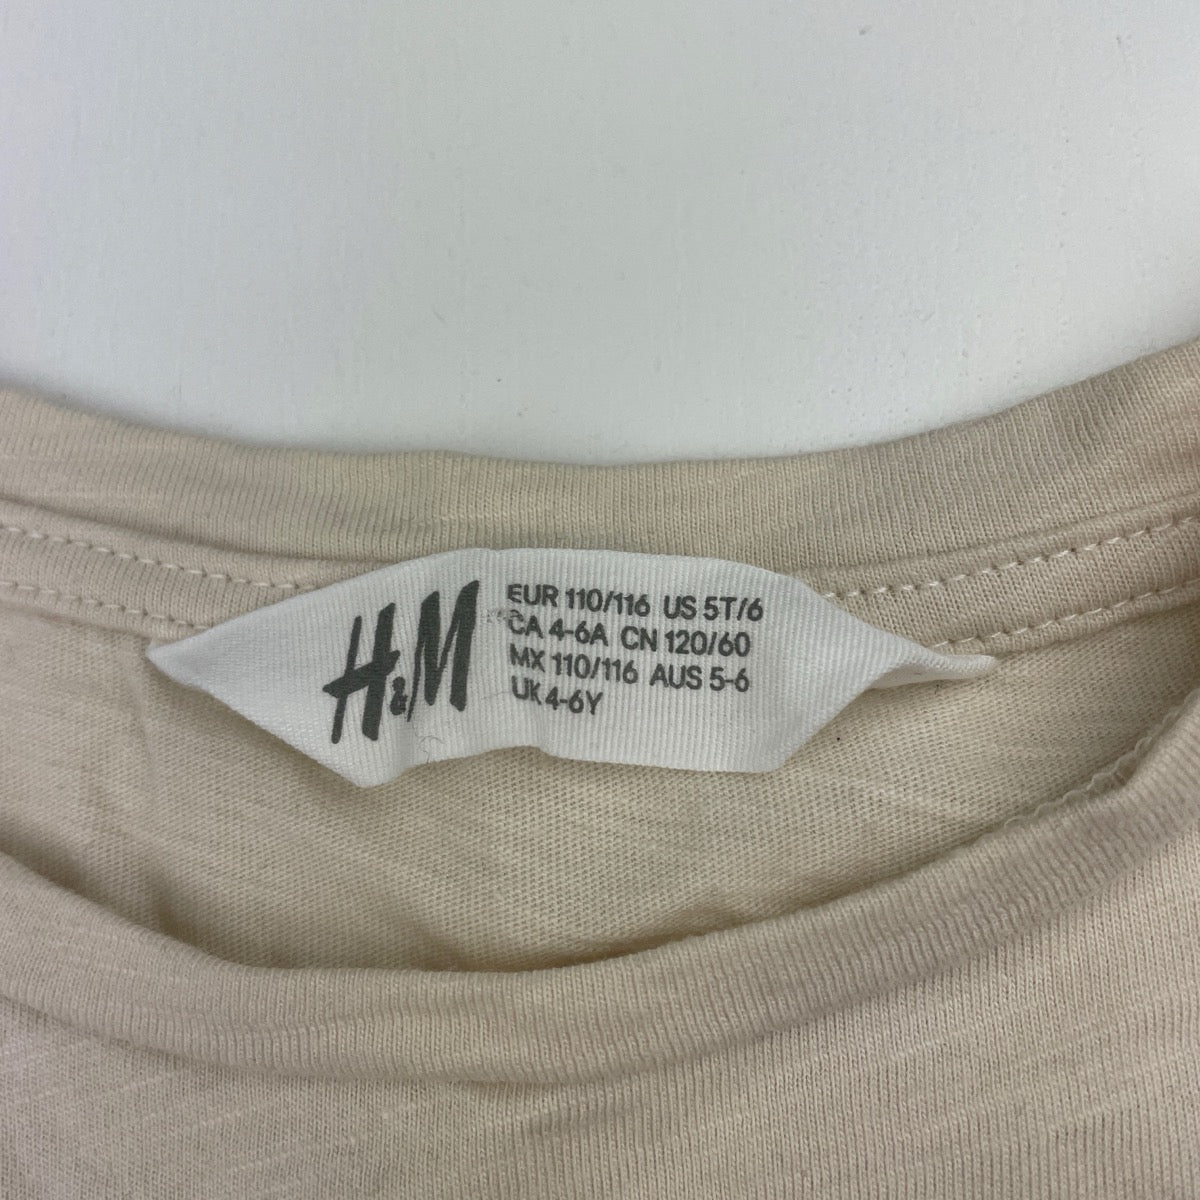 H&M
EUR 110/116 US 5T/6
CA 4-6A CN 120/60
MX 110/116 AUS 5-6
UK 4-6Y